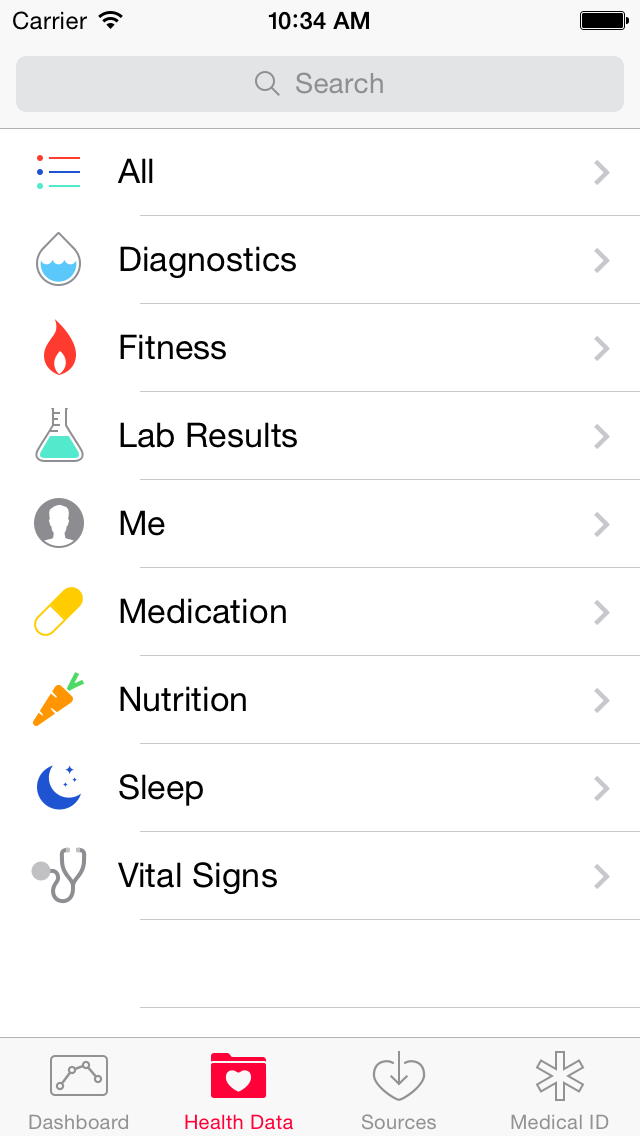 Carrier 10:34 AM
Search
All
Diagnostics
Fitness
Lab Results
Me
Medication
Nutrition
Sleep
Vital Signs
Dashboard Health Data Sources Medical ID